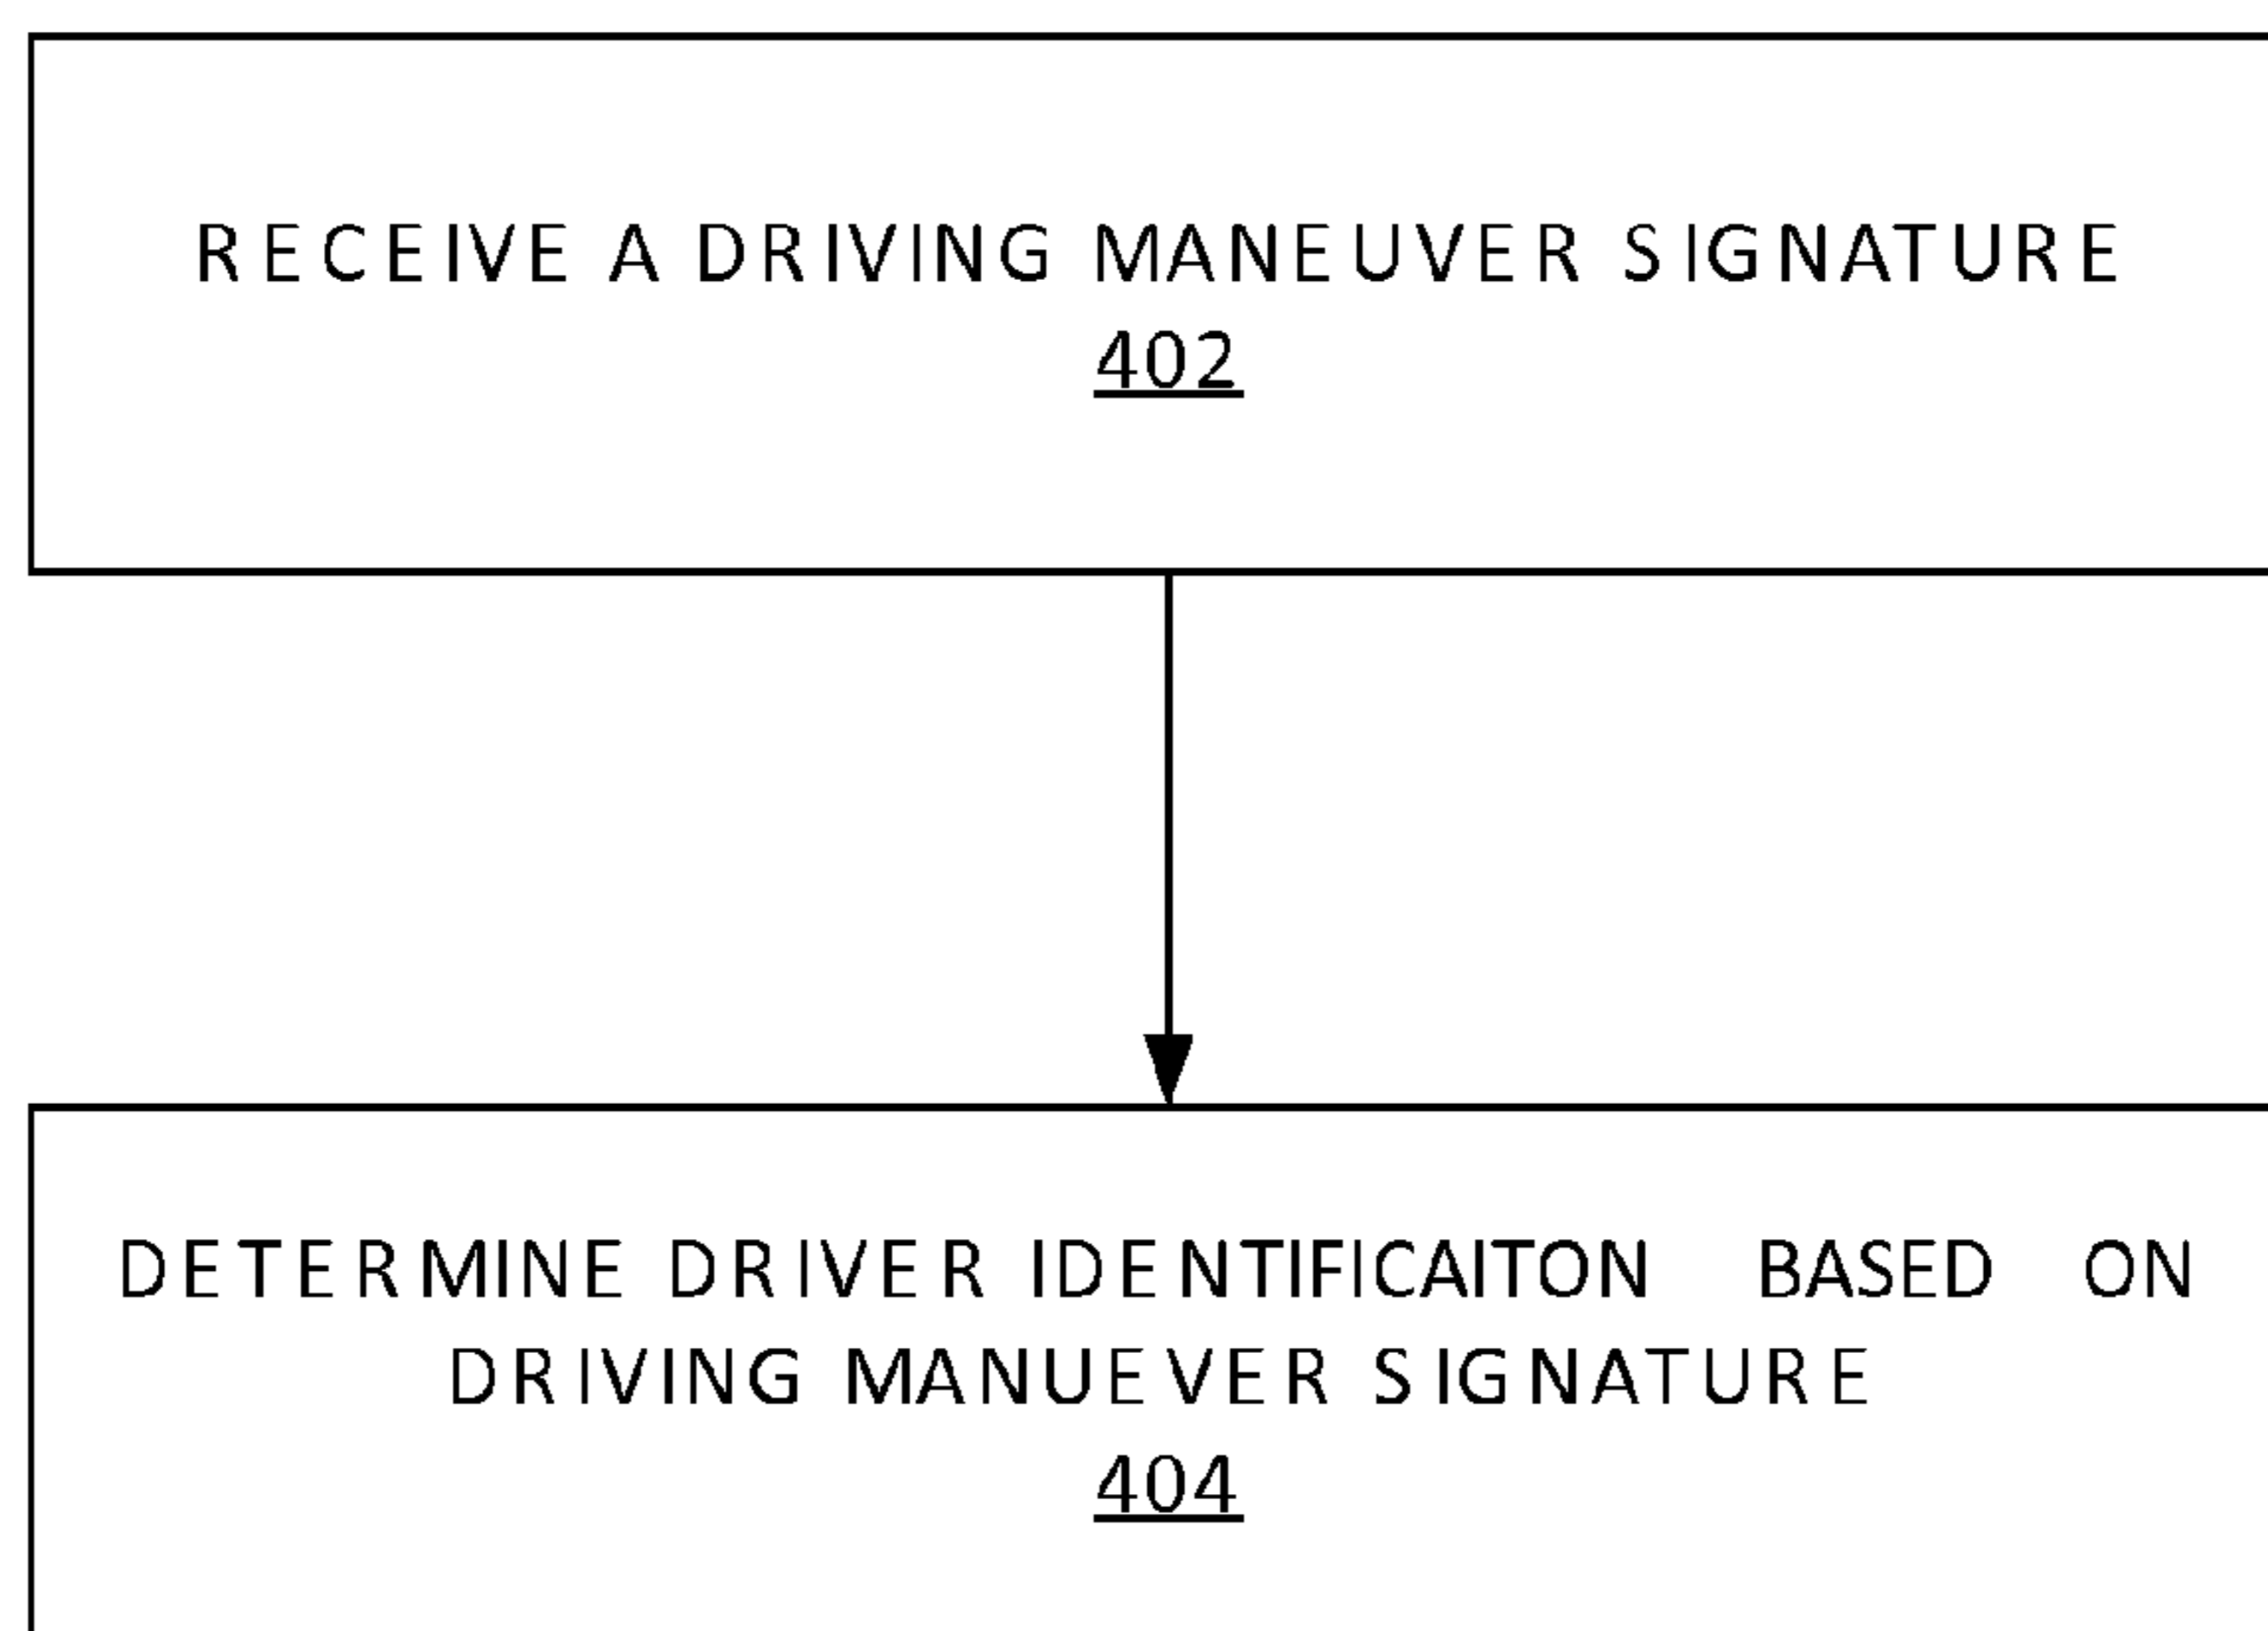 RECEIVE A DRIVING MANEUVER SIGNATURE
402
DETERMINE DRIVER IDENTIFICAITON BASED ON
DRIVING MANUEVER SIGNATURE
404